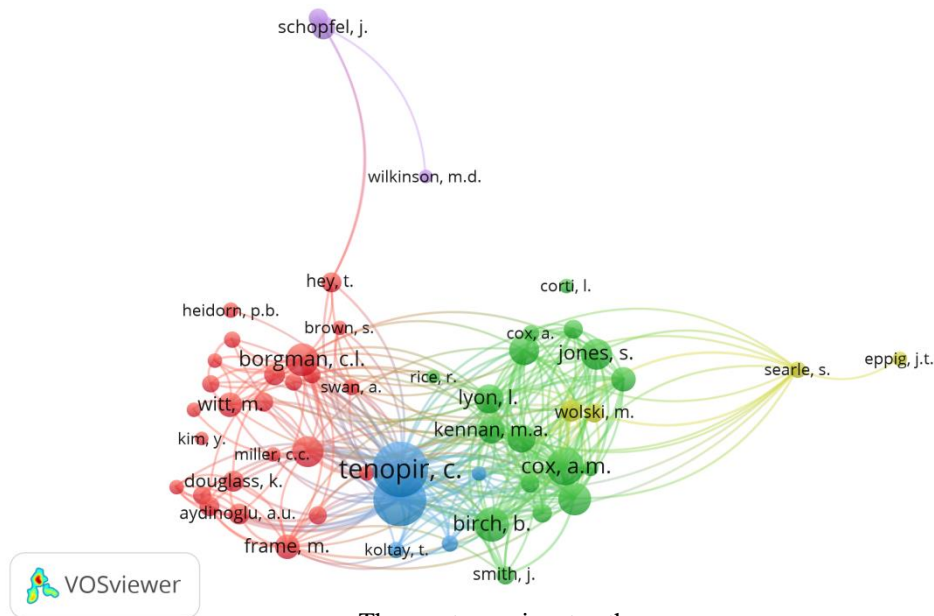 schopfel, j.
wilkinson, m.d.
hey, t.
corti, l.
heidorn, p.b.
brown, s.
cox, a.
borgman, c.l.
jones, s.
eppig, j.t.
searle, s.
rice, r.
swan, a.
lyon, l.
witt, m.
wolski, m.
kennan, m.a.
kim, y.
miller, c.c.
tenopir, c.
cox, a.m.
douglass, k.
aydinoglu, a.u.
birch, b.
frame, m.
koltay, t.
smith, j.
VOSviewer